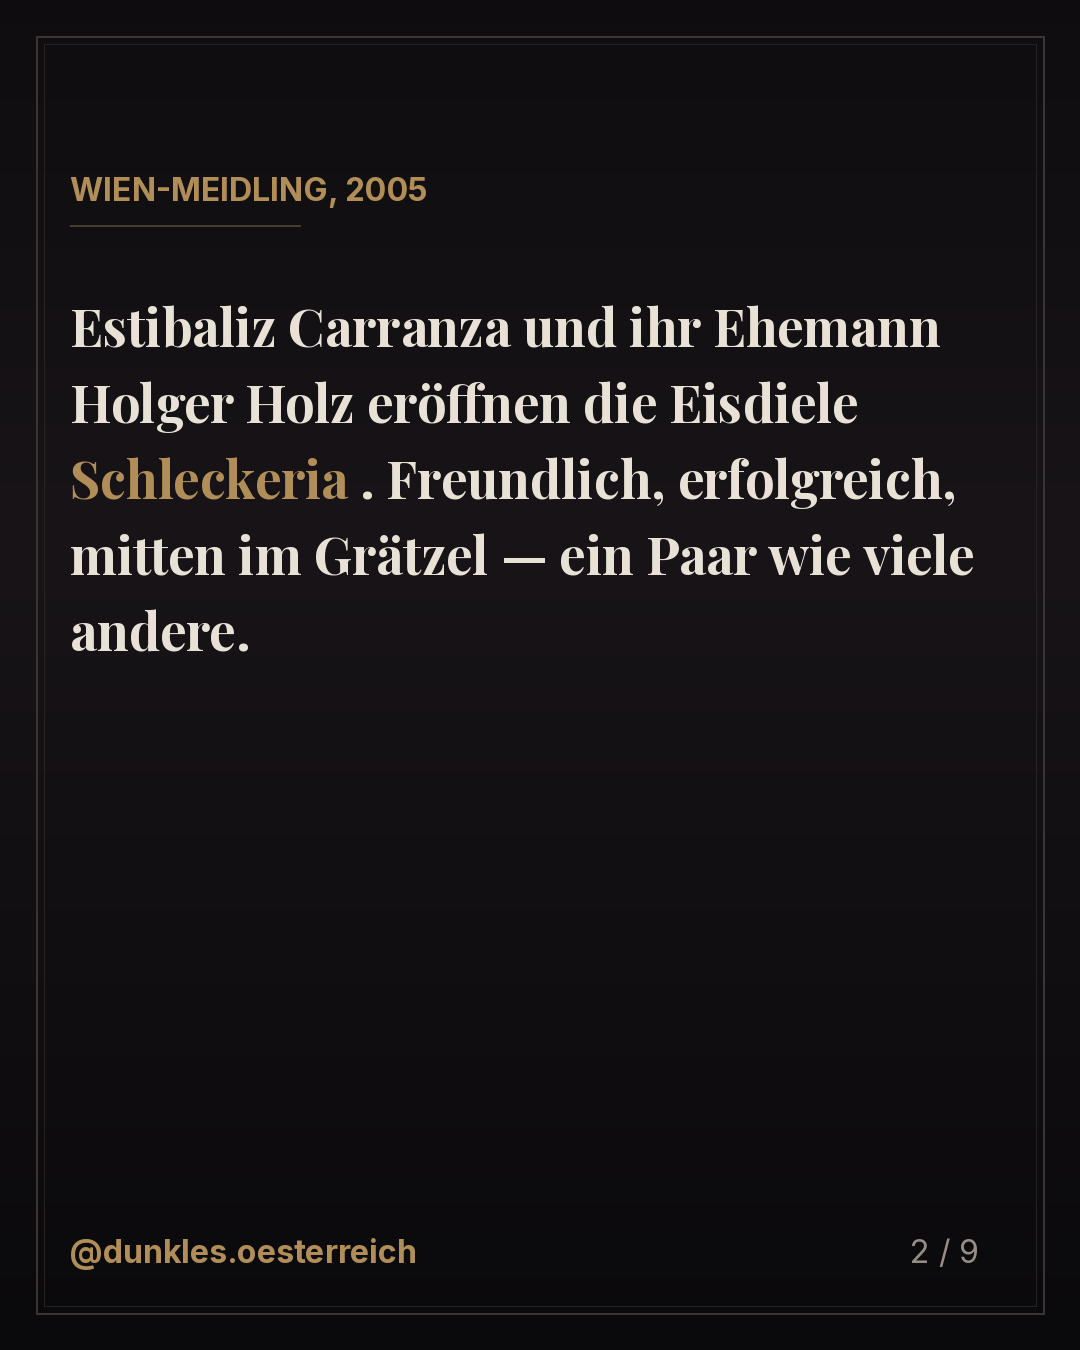 WIEN-MEIDLING, 2005
Estibaliz Carranza und ihr Ehemann
Holger Holz eröffnen die Eisdiele
Schleckeria . Freundlich, erfolgreich,
mitten im Grätzel — ein Paar wie viele
andere.
@dunkles.oesterreich
2 / 9